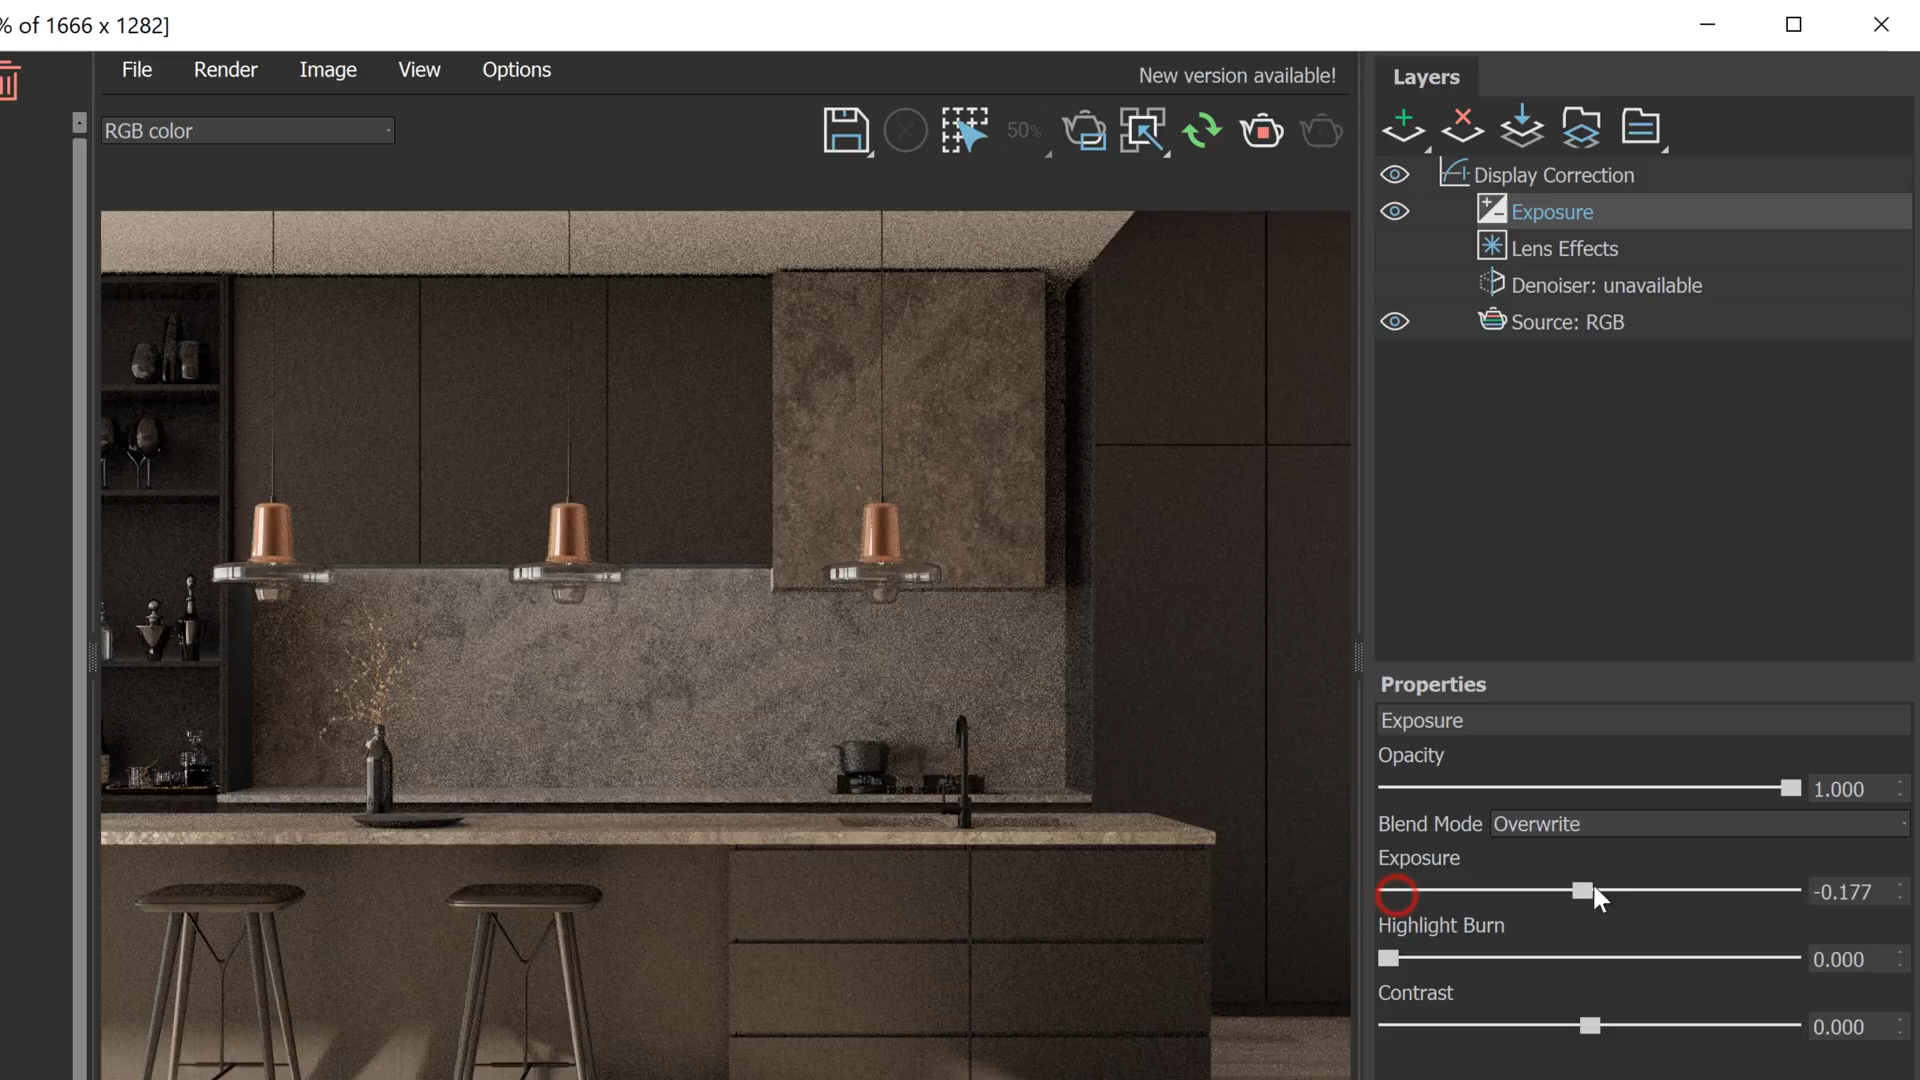 % of 1666 x 1282]
File Render Image View Options
New version available!
RGB color
50%
Layers
Display Correction
Exposure
Lens Effects
Denoiser: unavailable
Source: RGB
Properties
Exposure
Opacity
1.000
Blend Mode Overwrite
Exposure
-0.177
Highlight Burn
0.000
Contrast
0.000